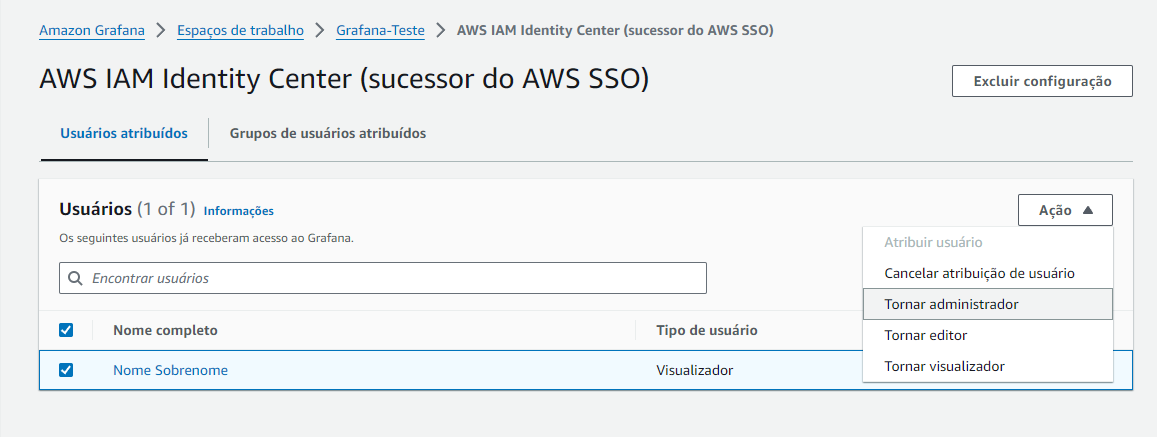 Amazon Grafana > Espaços de trabalho > Grafana-Teste > AWS IAM Identity Center (sucessor do AWS SSO)
AWS IAM Identity Center (sucessor do AWS SSO)
Excluir configuração
Usuários atribuídos
Grupos de usuários atribuídos
Usuários (1 of 1) Informações
Ação
Os seguintes usuários já receberam acesso ao Grafana.
Atribuir usuário
Cancelar atribuição de usuário
Tornar administrador
Tornar editor
Tornar visualizador
Encontrar usuários
Nome completo
Tipo de usuário
Nome Sobrenome
Visualizador